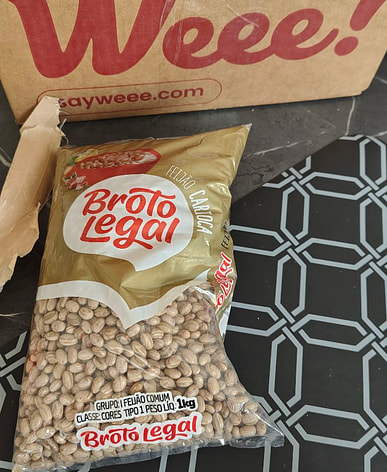 Weee!
sayweee.com
FEIJÃO CARIOCA
Broto
Legal
GRUPO: I FEIJÃO COMUM
CLASSE: CORES TIPO 1 PESO LÍQ. 1kg
Broto Legal